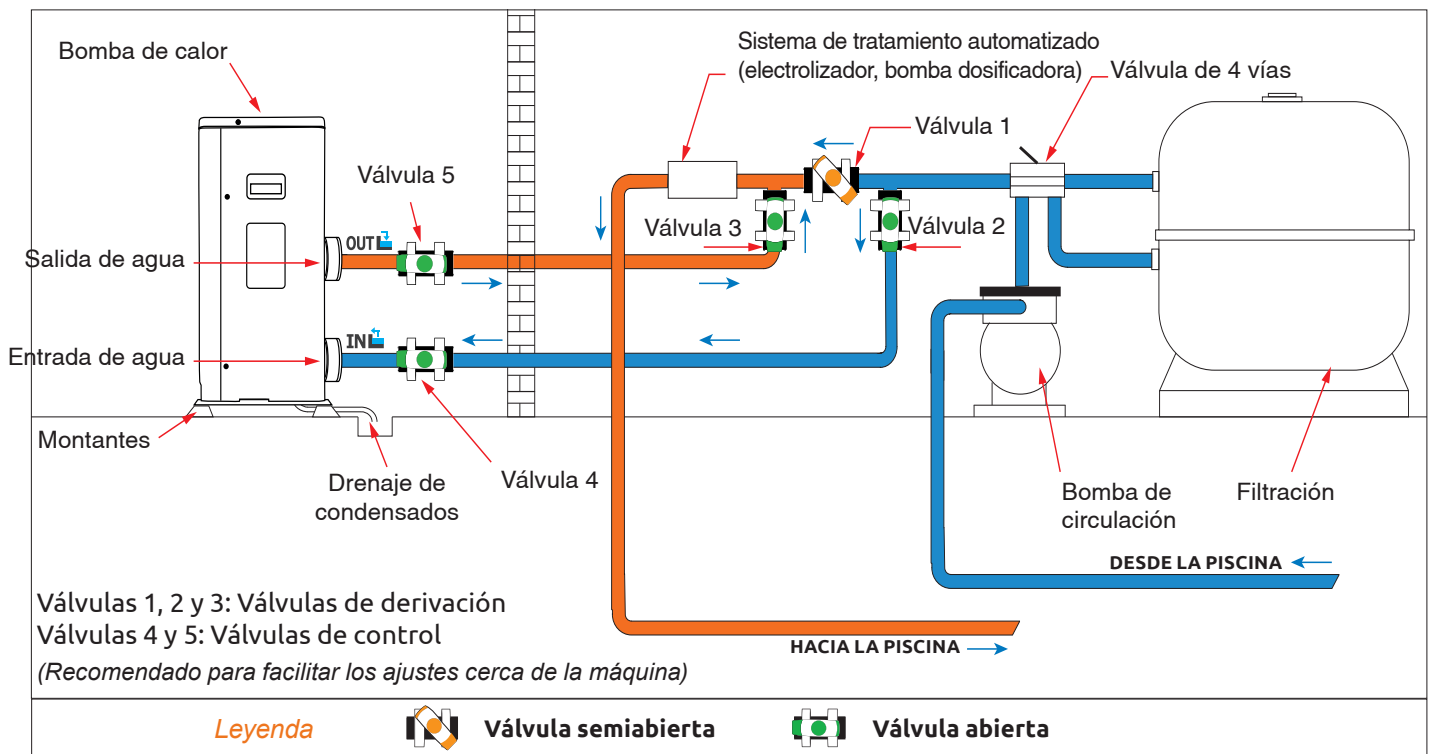 Bomba de calor
Sistema de tratamiento automatizado
(electrolizador, bomba dosificadora)
Válvula de 4 vías
Válvula 1
Válvula 5
Válvula 3
Válvula 2
OUT
Salida de agua
IN
Entrada de agua
Montantes
Drenaje de
condensados
Válvula 4
Bomba de
circulación
Filtración
DESDE LA PISCINA
HACIA LA PISCINA
Válvulas 1, 2 y 3: Válvulas de derivación
Válvulas 4 y 5: Válvulas de control
(Recomendado para facilitar los ajustes cerca de la máquina)
Leyenda
Válvula semiabierta
Válvula abierta